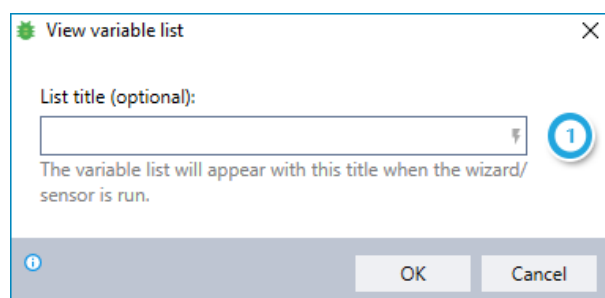 View variable list
List title (optional):
1
The variable list will appear with this title when the wizard/
sensor is run.
OK Cancel